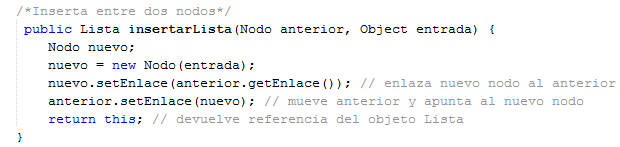 /*Inserta entre dos nodos*/
public Lista insertarLista(Nodo anterior, Object entrada) {
Nodo nuevo;
nuevo = new Nodo(entrada);
nuevo.setEnlace(anterior.getEnlace()); // enlaza nuevo nodo al anterior
anterior.setEnlace(nuevo); // mueve anterior y apunta al nuevo nodo
return this; // devuelve referencia del objeto Lista
}